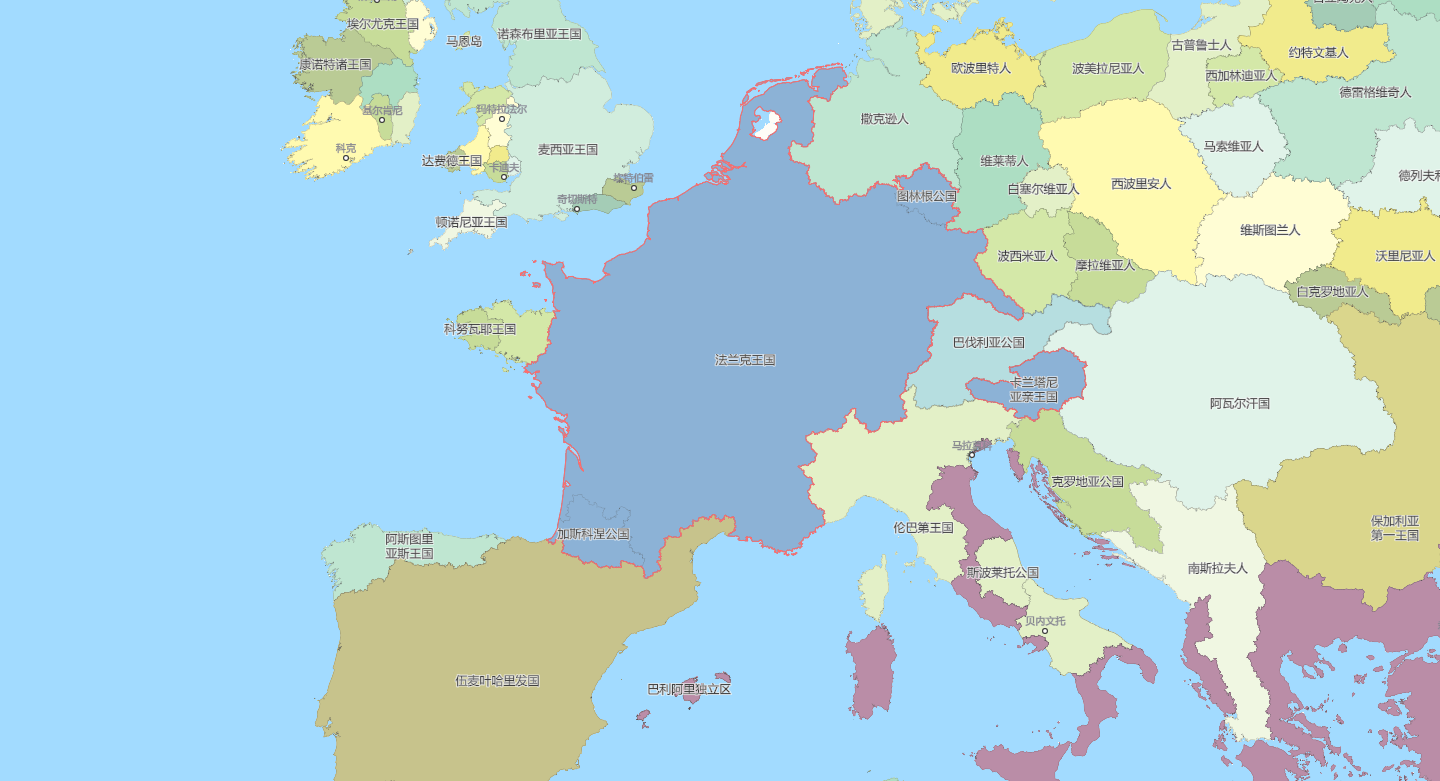 埃尔尤克王国
马恩岛
诺森布里亚王国
康诺特诸王国
基尔肯尼
科克
玛特拉法尔
达费德王国
卡迪夫
麦西亚王国
坎特伯雷
奇切斯特
顿诺尼亚王国
科努瓦耶王国
欧波里特人
波美拉尼亚人
古普鲁士人
西加林迪亚人
约特文基人
德雷格维奇人
撒克逊人
维莱蒂人
马索维亚人
白塞尔维亚人
西波里安人
图林根公国
波西米亚人
摩拉维亚人
维斯图兰人
沃里尼亚人
白克罗地亚人
法兰克王国
巴伐利亚公国
卡兰塔尼
亚亲王国
阿瓦尔汗国
克罗地亚公国
加斯科涅公国
阿斯图里
亚斯王国
伦巴第王国
斯波莱托公国
贝内文托
保加利亚
第一王国
南斯拉夫人
伍麦叶哈里发国
巴利阿里独立区